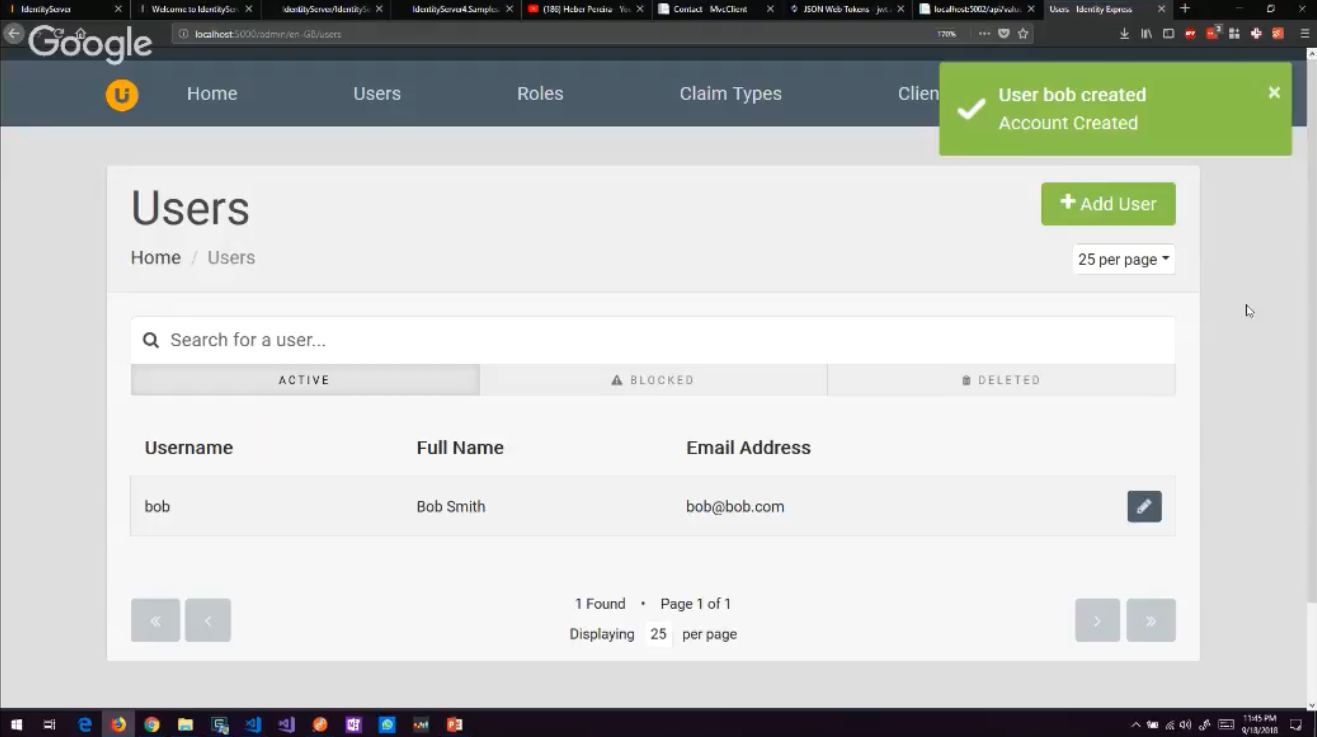 IdentityServer
Welcome to IdentityServ
IdentityServer/IdentitySe
IdentityServer4.Samples
(186) Heber Pereira
Contact MvcClient
JSON Web Tokens - jwt
localhost:5002/api/value
Users Identity Express
Google
localhost:5000/admin/en-GB/users
170%
Home
Users
Roles
Claim Types
Clien
User bob created
Account Created
Users
Add User
Home / Users
25 per page
Search for a user...
ACTIVE
BLOCKED
DELETED
Username Full Name Email Address
bob Bob Smith bob@bob.com
1 Found • Page 1 of 1
Displaying 25 per page
11:45 PM
9/18/2018